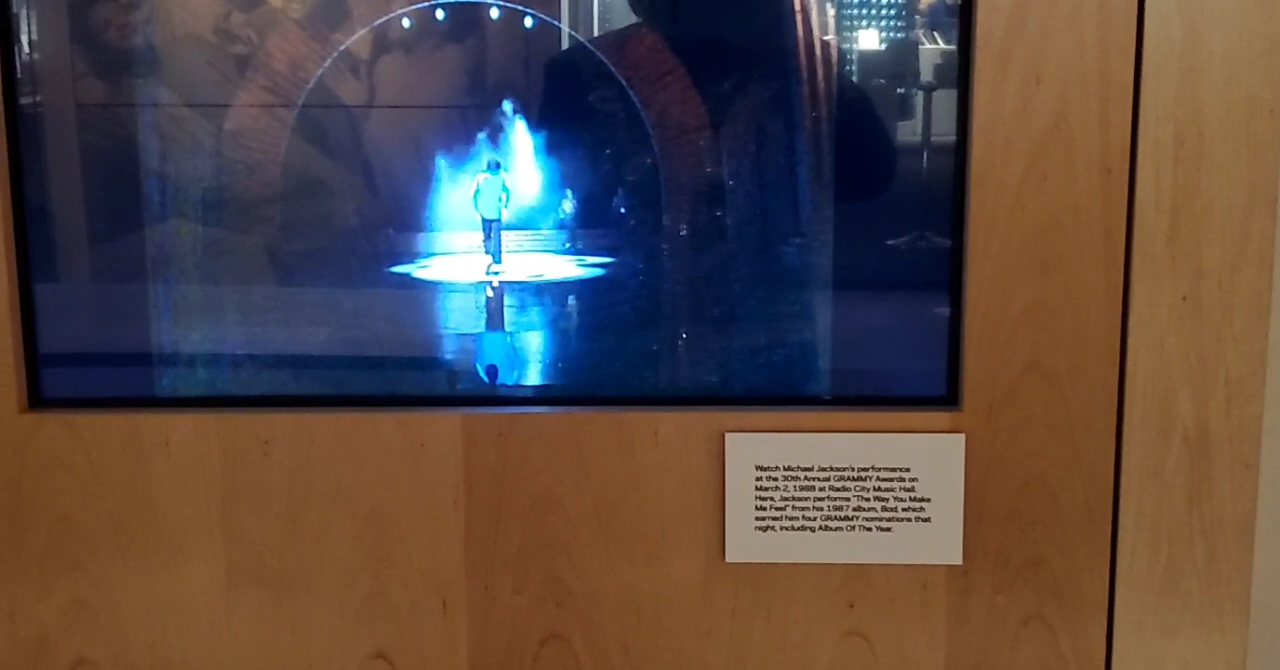 Watch Michael Jackson's performance
at the 30th Annual GRAMMY Awards on
March 2, 1988 at Radio City Music Hall.
Here, Jackson performs "The Way You Make
Me Feel" from his 1987 album, Bad, which
earned him four GRAMMY nominations that
night, including Album Of The Year.